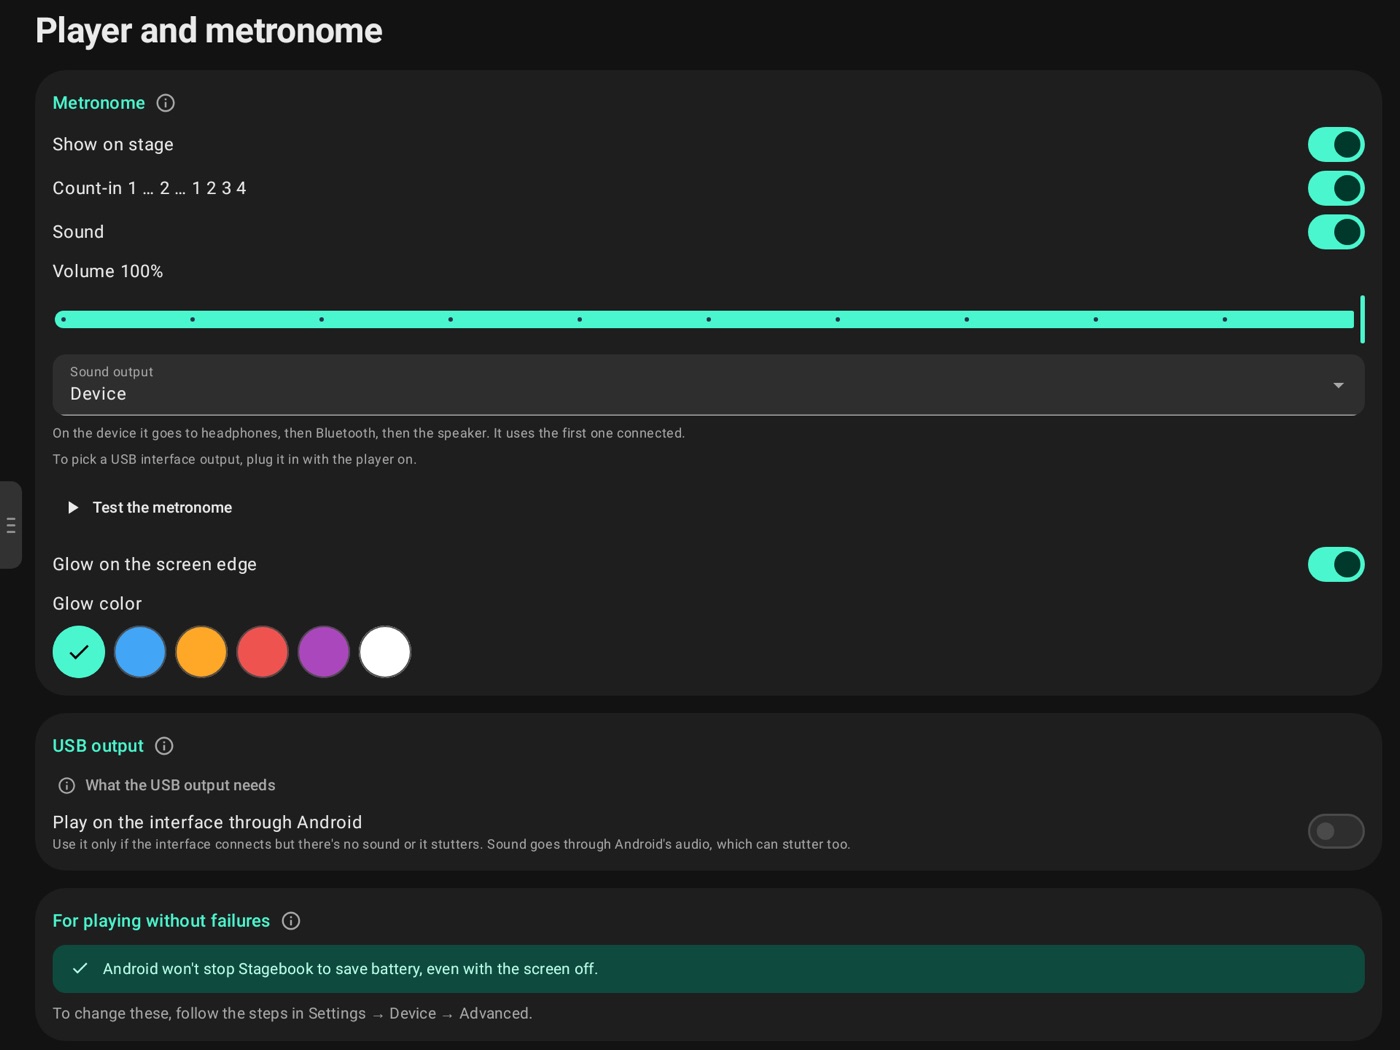 Player and metronome
Metronome
Show on stage
Count-in 1 ... 2 ... 1 2 3 4
Sound
Volume 100%
Sound output
Device
On the device it goes to headphones, then Bluetooth, then the speaker. It uses the first one connected.
To pick a USB interface output, plug it in with the player on.
Test the metronome
Glow on the screen edge
Glow color
USB output
What the USB output needs
Play on the interface through Android
Use it only if the interface connects but there's no sound or it stutters. Sound goes through Android's audio, which can stutter too.
For playing without failures
Android won't stop Stagebook to save battery, even with the screen off.
To change these, follow the steps in Settings → Device → Advanced.